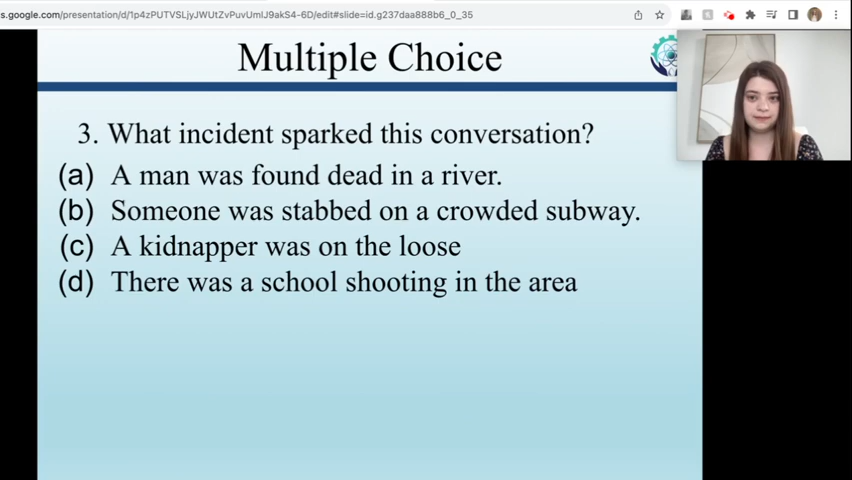 s.google.com/presentation/d/1p4zPUTVSLjyJWUtZvPuvUmIJ9akS4-6D/edit#slide=id.g237daa888b6_0_35
Multiple Choice
3. What incident sparked this conversation?
(a) A man was found dead in a river.
(b) Someone was stabbed on a crowded subway.
(c) A kidnapper was on the loose
(d) There was a school shooting in the area